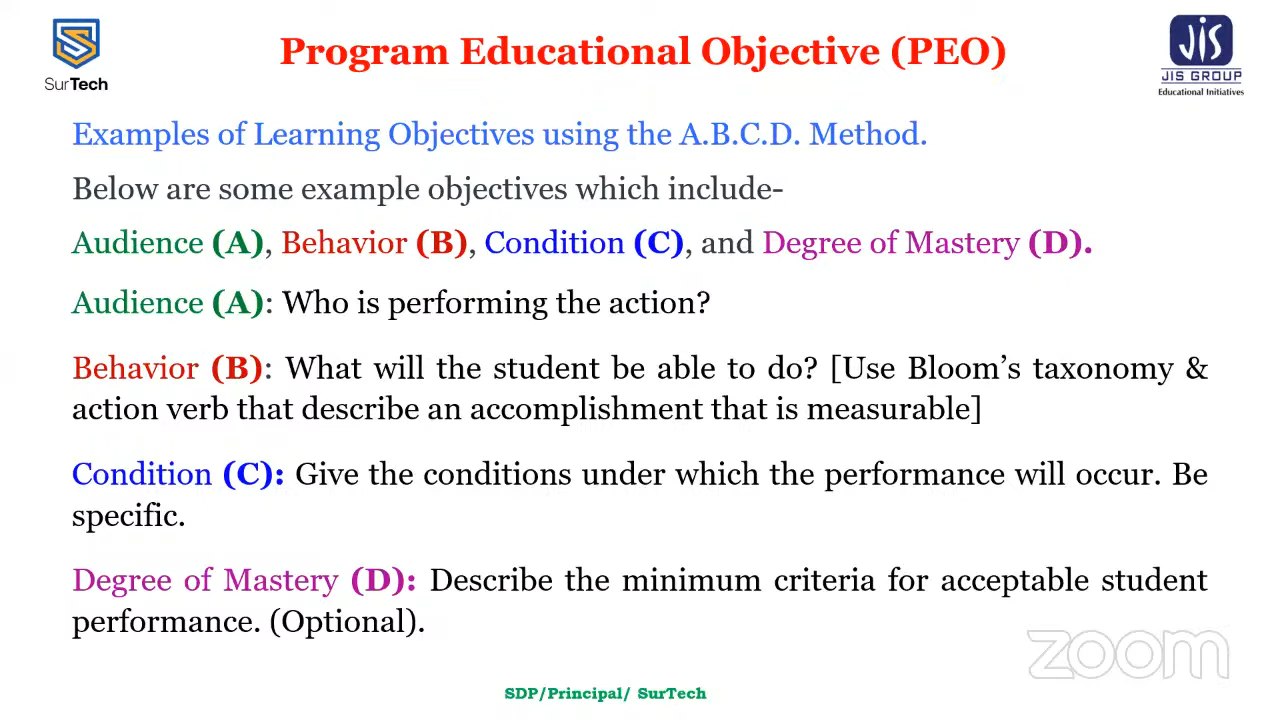 SurTech
Program Educational Objective (PEO)
JIS
JIS GROUP
Educational Initiatives
Examples of Learning Objectives using the A.B.C.D. Method.
Below are some example objectives which include-
Audience (A), Behavior (B), Condition (C), and Degree of Mastery (D).
Audience (A): Who is performing the action?
Behavior (B): What will the student be able to do? [Use Bloom’s taxonomy &
action verb that describe an accomplishment that is measurable]
Condition (C): Give the conditions under which the performance will occur. Be
specific.
Degree of Mastery (D): Describe the minimum criteria for acceptable student
performance. (Optional).
zoom
SDP/Principal/ SurTech